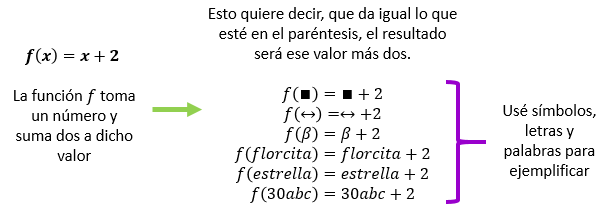 Esto quiere decir, que da igual lo que
esté en el paréntesis, el resultado
será ese valor más dos.
f(x) = x + 2
La función f toma
un número y
suma dos a dicho
valor
f(■) = ■ + 2
f(↔) =↔ +2
f(β) = β + 2
f(florcita) = florcita + 2
f(estrella) = estrella + 2
f(30abc) = 30abc + 2
Usé símbolos,
letras y
palabras para
ejemplificar